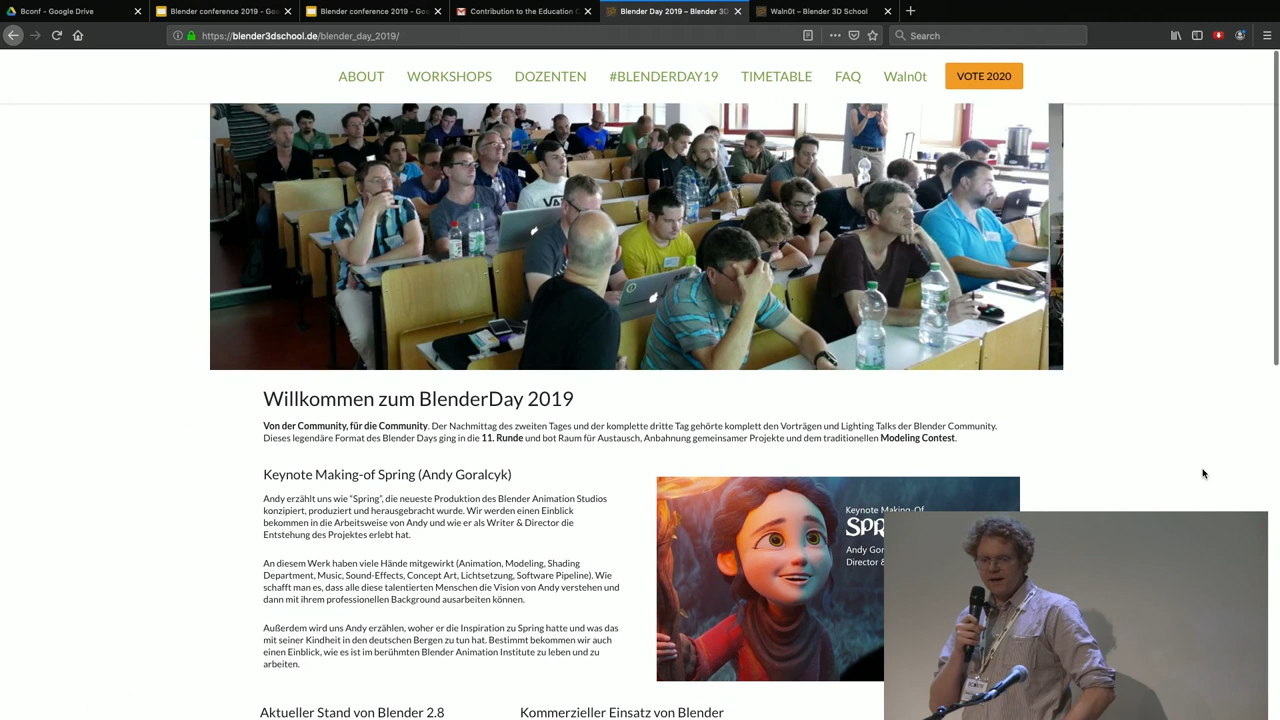 Bconf - Google Drive
Blender conference 2019 - Goo
Blender conference 2019 - Goo
Contribution to the Education C
Blender Day 2019 – Blender 3D
Waln0t – Blender 3D School
https://blender3dschool.de/blender_day_2019/
Search
ABOUT WORKSHOPS DOZENTEN #BLENDERDAY19 TIMETABLE FAQ Waln0t VOTE 2020
Willkommen zum BlenderDay 2019
Von der Community, für die Community. Der Nachmittag des zweiten Tages und der komplette dritte Tag gehörte komplett den Vorträgen und Lighting Talks der Blender Community.
Dieses legendäre Format des Blender Days ging in die 11. Runde und bot Raum für Austausch, Anbahnung gemeinsamer Projekte und dem traditionellen Modeling Contest.
Keynote Making-of Spring (Andy Goralcyk)
Andy erzählt uns wie "Spring", die neueste Produktion des Blender Animation Studios
konzipiert, produziert und herausgebracht wurde. Wir werden einen Einblick
bekommen in die Arbeitsweise von Andy und wie er als Writer & Director die
Entstehung des Projektes erlebt hat.
An diesem Werk haben viele Hände mitgewirkt (Animation, Modeling, Shading
Department, Music, Sound-Effects, Concept Art, Lichtsetzung, Software Pipeline). Wie
schafft man es, dass alle diese talentierten Menschen die Vision von Andy verstehen und
dann mit ihrem professionellen Background ausarbeiten können.
Außerdem wird uns Andy erzählen, woher er die Inspiration zu Spring hatte und was das
mit seiner Kindheit in den deutschen Bergen zu tun hat. Bestimmt bekommen wir auch
einen Einblick, wie es ist im berühmten Blender Animation Institute zu leben und zu
arbeiten.
Keynote Making-Of
SPR
Andy Gor
Director &
Aktueller Stand von Blender 2.8
Kommerzieller Einsatz von Blender